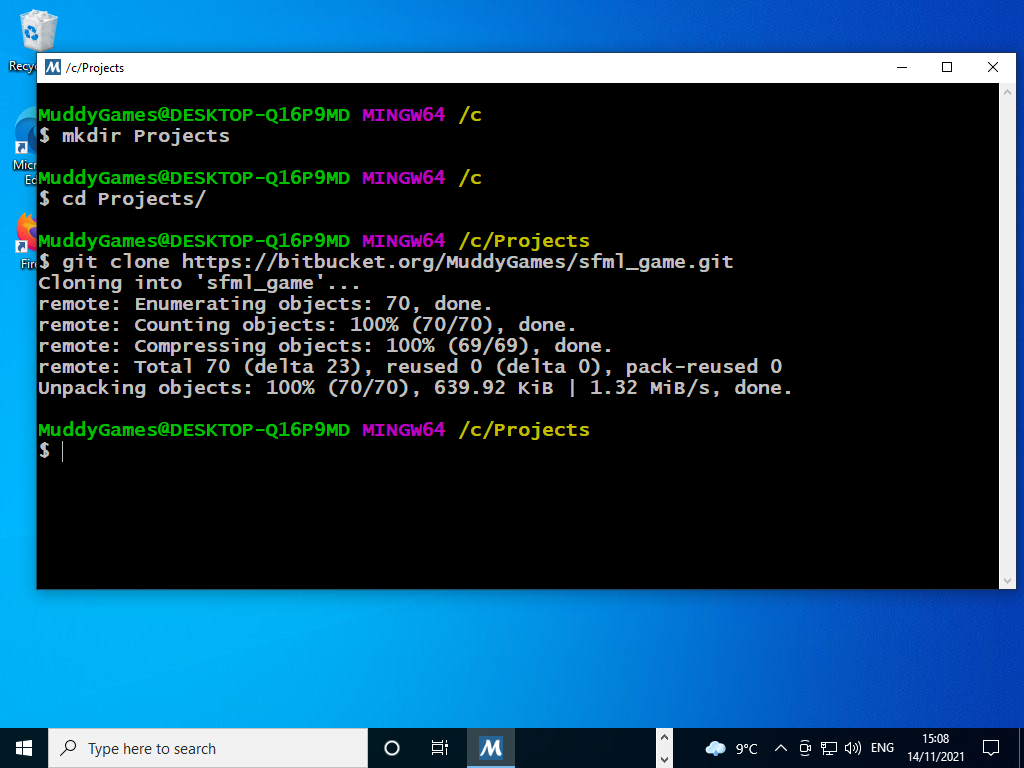 Recyc
/c/Projects
Micr
Ed
Fire
MuddyGames@DESKTOP-Q16P9MD MINGW64 /c
$ mkdir Projects
MuddyGames@DESKTOP-Q16P9MD MINGW64 /c
$ cd Projects/
MuddyGames@DESKTOP-Q16P9MD MINGW64 /c/Projects
$ git clone https://bitbucket.org/MuddyGames/sfml_game.git
Cloning into 'sfml_game'...
remote: Enumerating objects: 70, done.
remote: Counting objects: 100% (70/70), done.
remote: Compressing objects: 100% (69/69), done.
remote: Total 70 (delta 23), reused 0 (delta 0), pack-reused 0
Unpacking objects: 100% (70/70), 639.92 KiB | 1.32 MiB/s, done.
MuddyGames@DESKTOP-Q16P9MD MINGW64 /c/Projects
$
Type here to search
9°C
ENG
15:08
14/11/2021